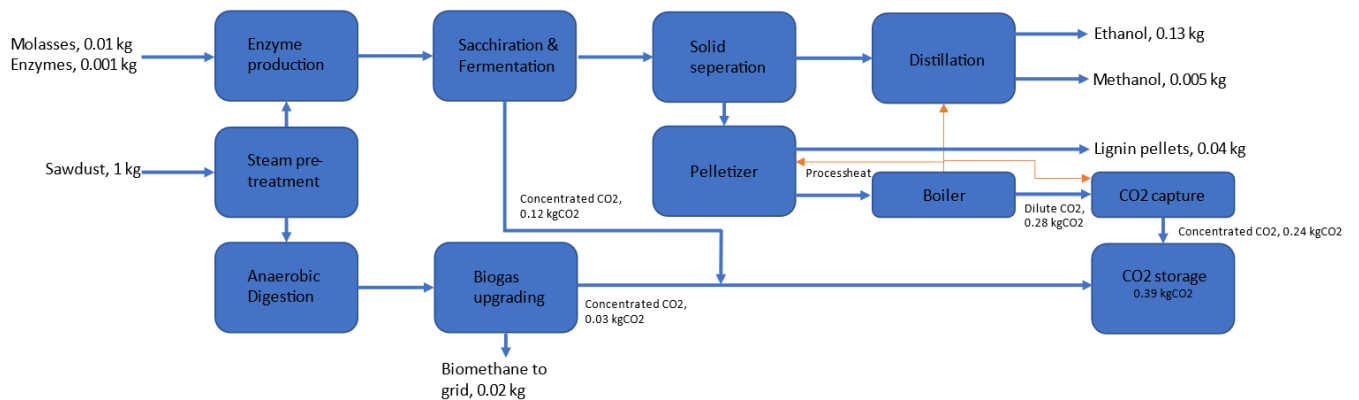 Molasses, 0.01 kg
Enzymes, 0.001 kg
Enzyme
production
Sacchiration &
Fermentation
Solid
seperation
Distillation
Ethanol, 0.13 kg
Methanol, 0.005 kg
Sawdust, 1 kg
Steam pre-
treatment
Pelletizer
Lignin pellets, 0.04 kg
Processheat
Boiler
CO2 capture
Concentrated CO2,
0.12 kgCO2
Dilute CO2,
0.28 kgCO2
Concentrated CO2, 0.24 kgCO2
Anaerobic
Digestion
Biogas
upgrading
Concentrated CO2,
0.03 kgCO2
CO2 storage
0.39 kgCO2
Biomethane to
grid, 0.02 kg